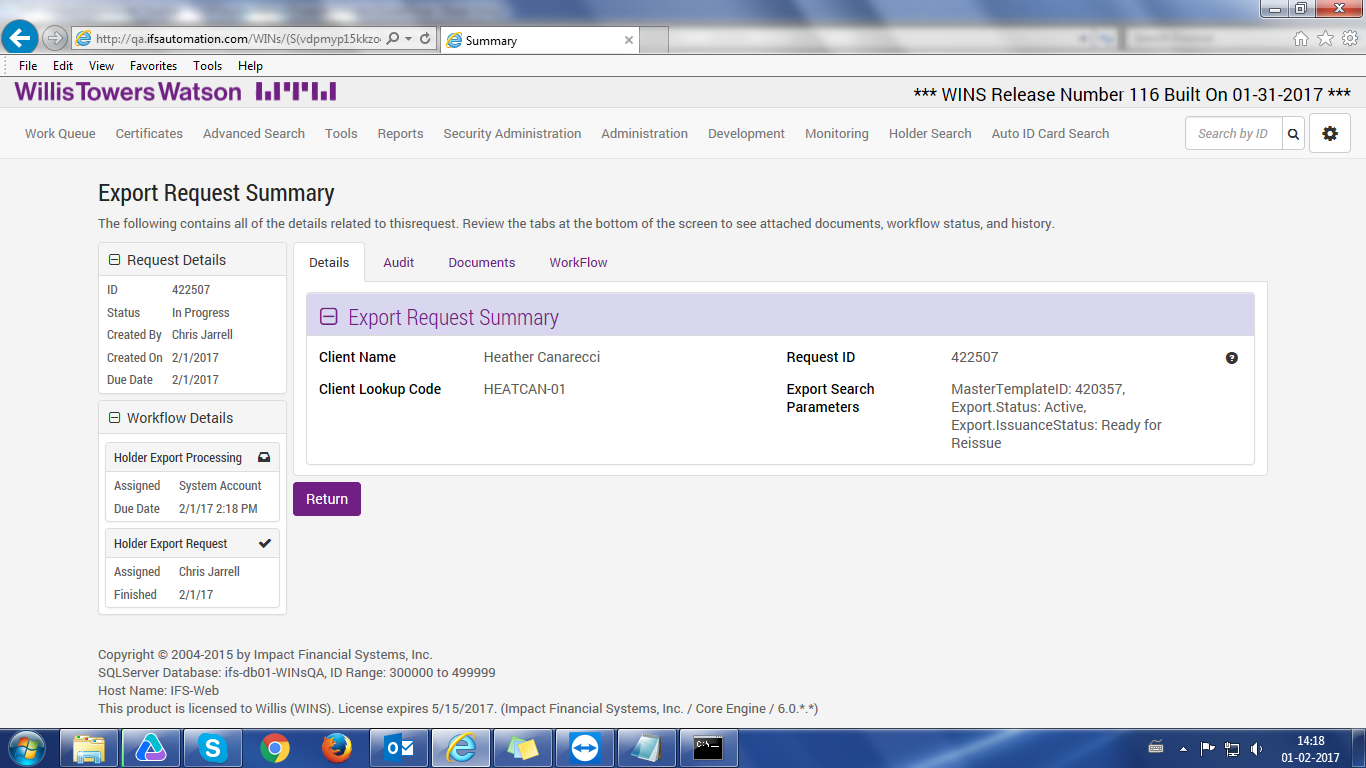 http://qa.ifsautomation.com/WINs/(S(vdpmyp15kkzo
Summary
File Edit View Favorites Tools Help
WillisTowersWatson
*** WINS Release Number 116 Built On 01-31-2017 ***
Work Queue Certificates Advanced Search Tools Reports Security Administration Administration Development Monitoring Holder Search Auto ID Card Search Search by ID
Export Request Summary
The following contains all of the details related to thisrequest. Review the tabs at the bottom of the screen to see attached documents, workflow status, and history.
Request Details
ID 422507
Status In Progress
Created By Chris Jarrell
Created On 2/1/2017
Due Date 2/1/2017
Workflow Details
Holder Export Processing
Assigned System Account
Due Date 2/1/17 2:18 PM
Holder Export Request
Assigned Chris Jarrell
Finished 2/1/17
Details Audit Documents WorkFlow
Export Request Summary
Client Name Heather Canarecci
Client Lookup Code HEATCAN-01
Request ID 422507
Export Search Parameters
MasterTemplateID: 420357,
Export.Status: Active,
Export.IssuanceStatus: Ready for
Reissue
Return
Copyright © 2004-2015 by Impact Financial Systems, Inc.
SQLServer Database: ifs-db01-WINsQA, ID Range: 300000 to 499999
Host Name: IFS-Web
This product is licensed to Willis (WINS). License expires 5/15/2017. (Impact Financial Systems, Inc. / Core Engine / 6.0.*.*)
14:18
01-02-2017